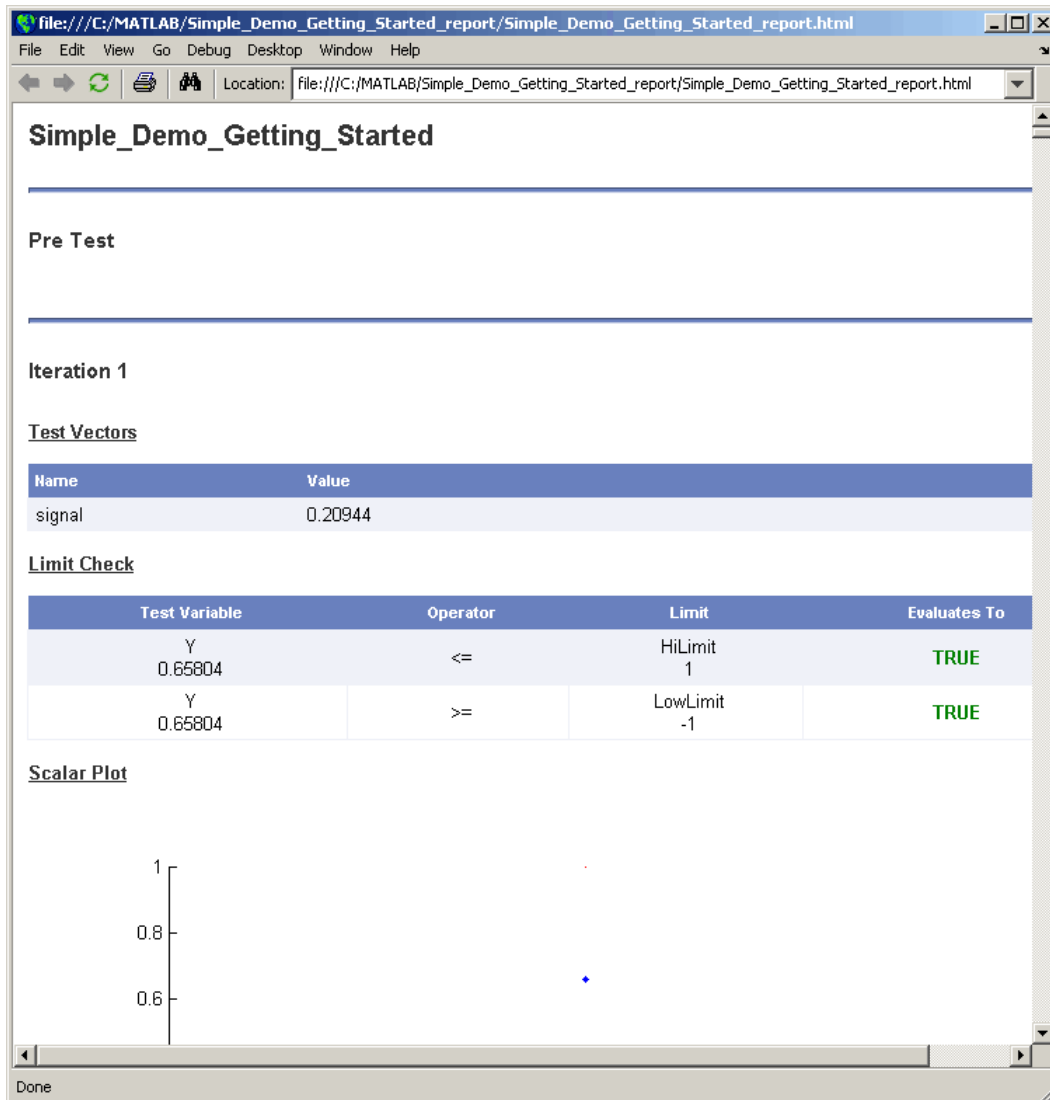 file:///C:/MATLAB/Simple_Demo_Getting_Started_report/Simple_Demo_Getting_Started_report.html
File Edit View Go Debug Desktop Window Help
Location: file:///C:/MATLAB/Simple_Demo_Getting_Started_report/Simple_Demo_Getting_Started_report.html
Simple_Demo_Getting_Started
Pre Test
Iteration 1
Test Vectors
Name Value
signal 0.20944
Limit Check
Test Variable Operator Limit Evaluates To
Y HiLimit
0.65804 <= 1 TRUE
Y LowLimit
0.65804 >= -1 TRUE
Scalar Plot
1
0.8
0.6
Done